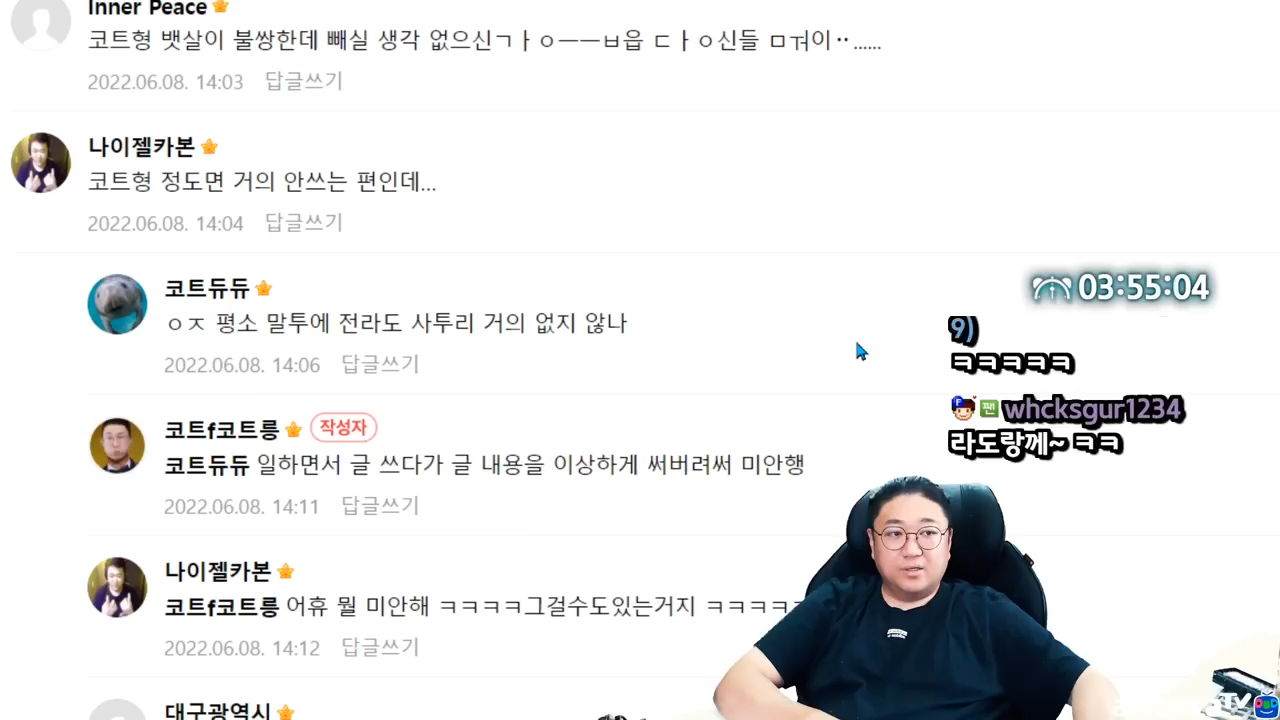 Inner Peace
코트형 뱃살이 불쌍한데 빼실 생각 없으신ㄱㅏㅇㅡㅡㅂ읍 ㄷㅏㅇ신들 ㅁ겨이‥......
2022.06.08. 14:03 답글쓰기
나이젤카본
코트형 정도면 거의 안쓰는 편인데...
2022.06.08. 14:04 답글쓰기
코트듀듀
ㅇㅈ 평소 말투에 전라도 사투리 거의 없지 않나
2022.06.08. 14:06 답글쓰기
코트f코트릉 작성자
코트듀듀 일하면서 글 쓰다가 글 내용을 이상하게 써버려써 미안행
2022.06.08. 14:11 답글쓰기
나이젤카본
코트f코트릉 어휴 뭘 미안해 ㅋㅋㅋㅋ그걸수도있는거지 ㅋㅋㅋㅋ
2022.06.08. 14:12 답글쓰기
대구광역시
03:55:04
9)
ㅋㅋㅋㅋㅋ
팬 whcksgur1234
라도랑께~ ㅋㅋ
TV